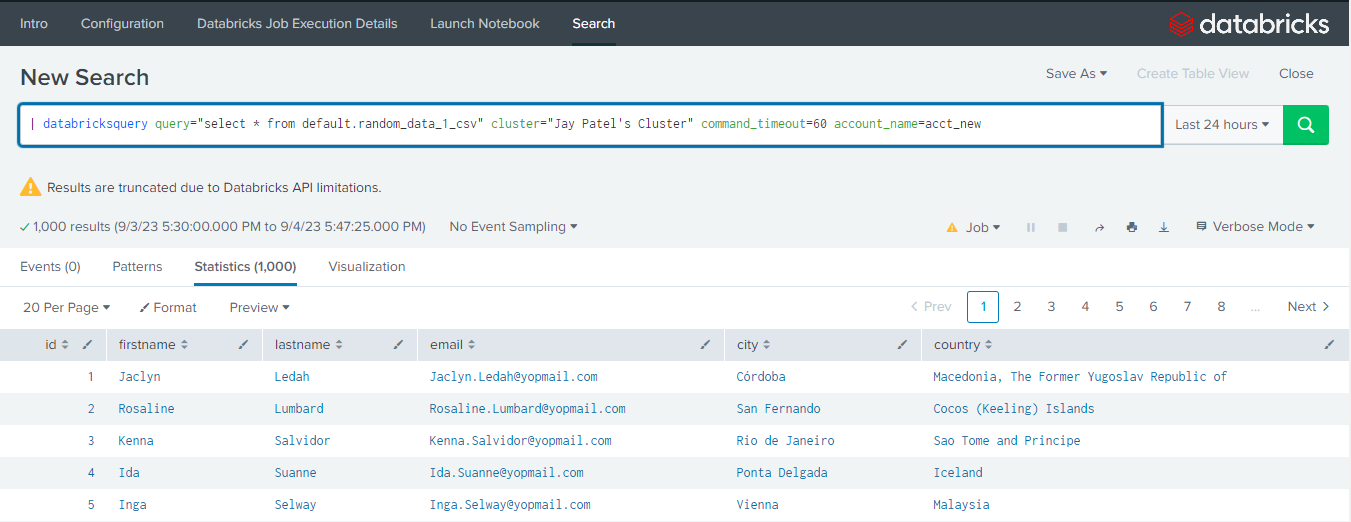 Intro Configuration Databricks Job Execution Details Launch Notebook Search databricks
New Search Save As Create Table View Close
| databricksquery query="select * from default.random_data_1_csv" cluster="Jay Patel's Cluster" command_timeout=60 account_name=acct_new Last 24 hours
Results are truncated due to Databricks API limitations.
1,000 results (9/3/23 5:30:00.000 PM to 9/4/23 5:47:25.000 PM) No Event Sampling Job Verbose Mode
Events (0) Patterns Statistics (1,000) Visualization
20 Per Page Format Preview < Prev 1 2 3 4 5 6 7 8 ... Next >
id firstname lastname email city country
1 Jaclyn Ledah Jaclyn.Ledah@yopmail.com Córdoba Macedonia, The Former Yugoslav Republic of
2 Rosaline Lumbard Rosaline.Lumbard@yopmail.com San Fernando Cocos (Keeling) Islands
3 Kenna Salvidor Kenna.Salvidor@yopmail.com Rio de Janeiro Sao Tome and Principe
4 Ida Suanne Ida.Suanne@yopmail.com Ponta Delgada Iceland
5 Inga Selway Inga.Selway@yopmail.com Vienna Malaysia